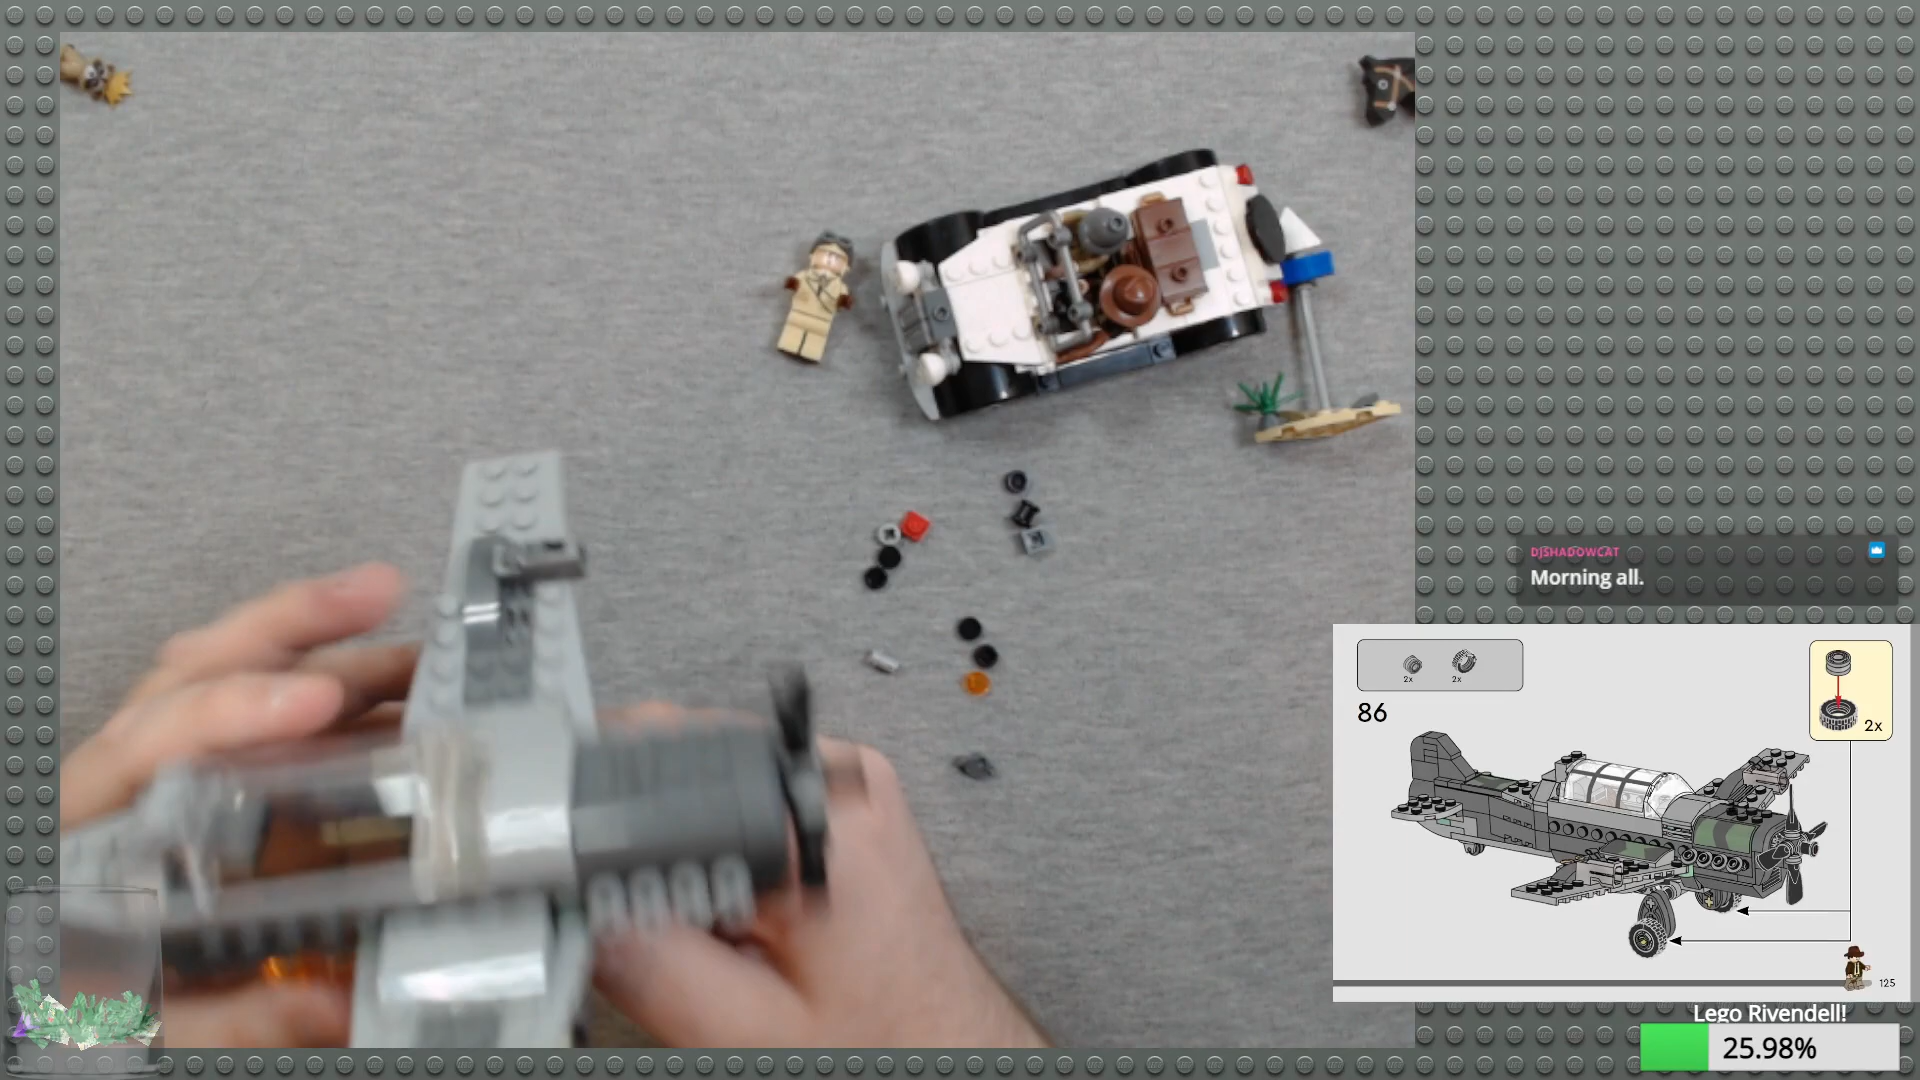 DJSHADOWCAT
Morning all.
2x
2x
86
2x
125
Lego Rivendell!
25.98%